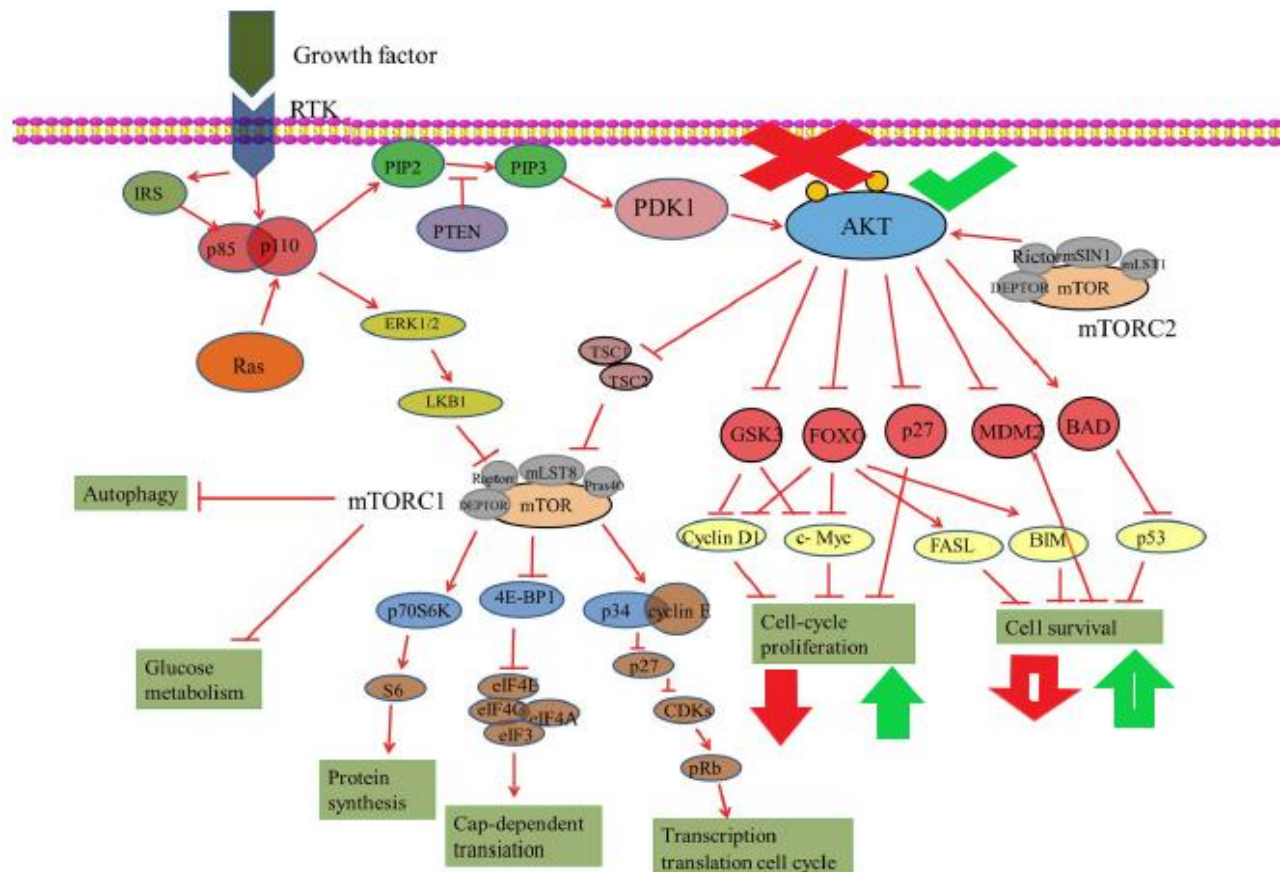 Growth factor
RTK
IRS
PIP2
PIP3
p85
p110
PTEN
PDK1
AKT
Rictor
mSIN1
mLST1
DEPTOR
mTOR
mTORC2
Ras
ERK1/2
TSC1
TSC2
LKB1
GSK3
FOXO
p27
MDM2
BAD
Raptore
mLST8
Pras40
DEPTOR
mTOR
mTORC1
Autophagy
Cyclin D1
c- Myc
FASL
BIM
p53
p70S6K
4E-BP1
p34
cyclin E
Cell-cycle
proliferation
Cell survival
Glucose
metabolism
S6
eIF4E
eIF4G
eIF4A
eIF3
p27
CDKs
pRb
Protein
synthesis
Cap-dependent
transiation
Transcription
translation cell cycle